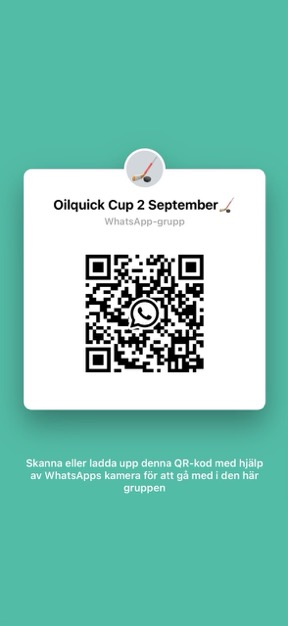 Oilquick Cup 2 September🏒
WhatsApp-grupp
Skanna eller ladda upp denna QR-kod med hjälp
av WhatsApps kamera för att gå med i den här
gruppen